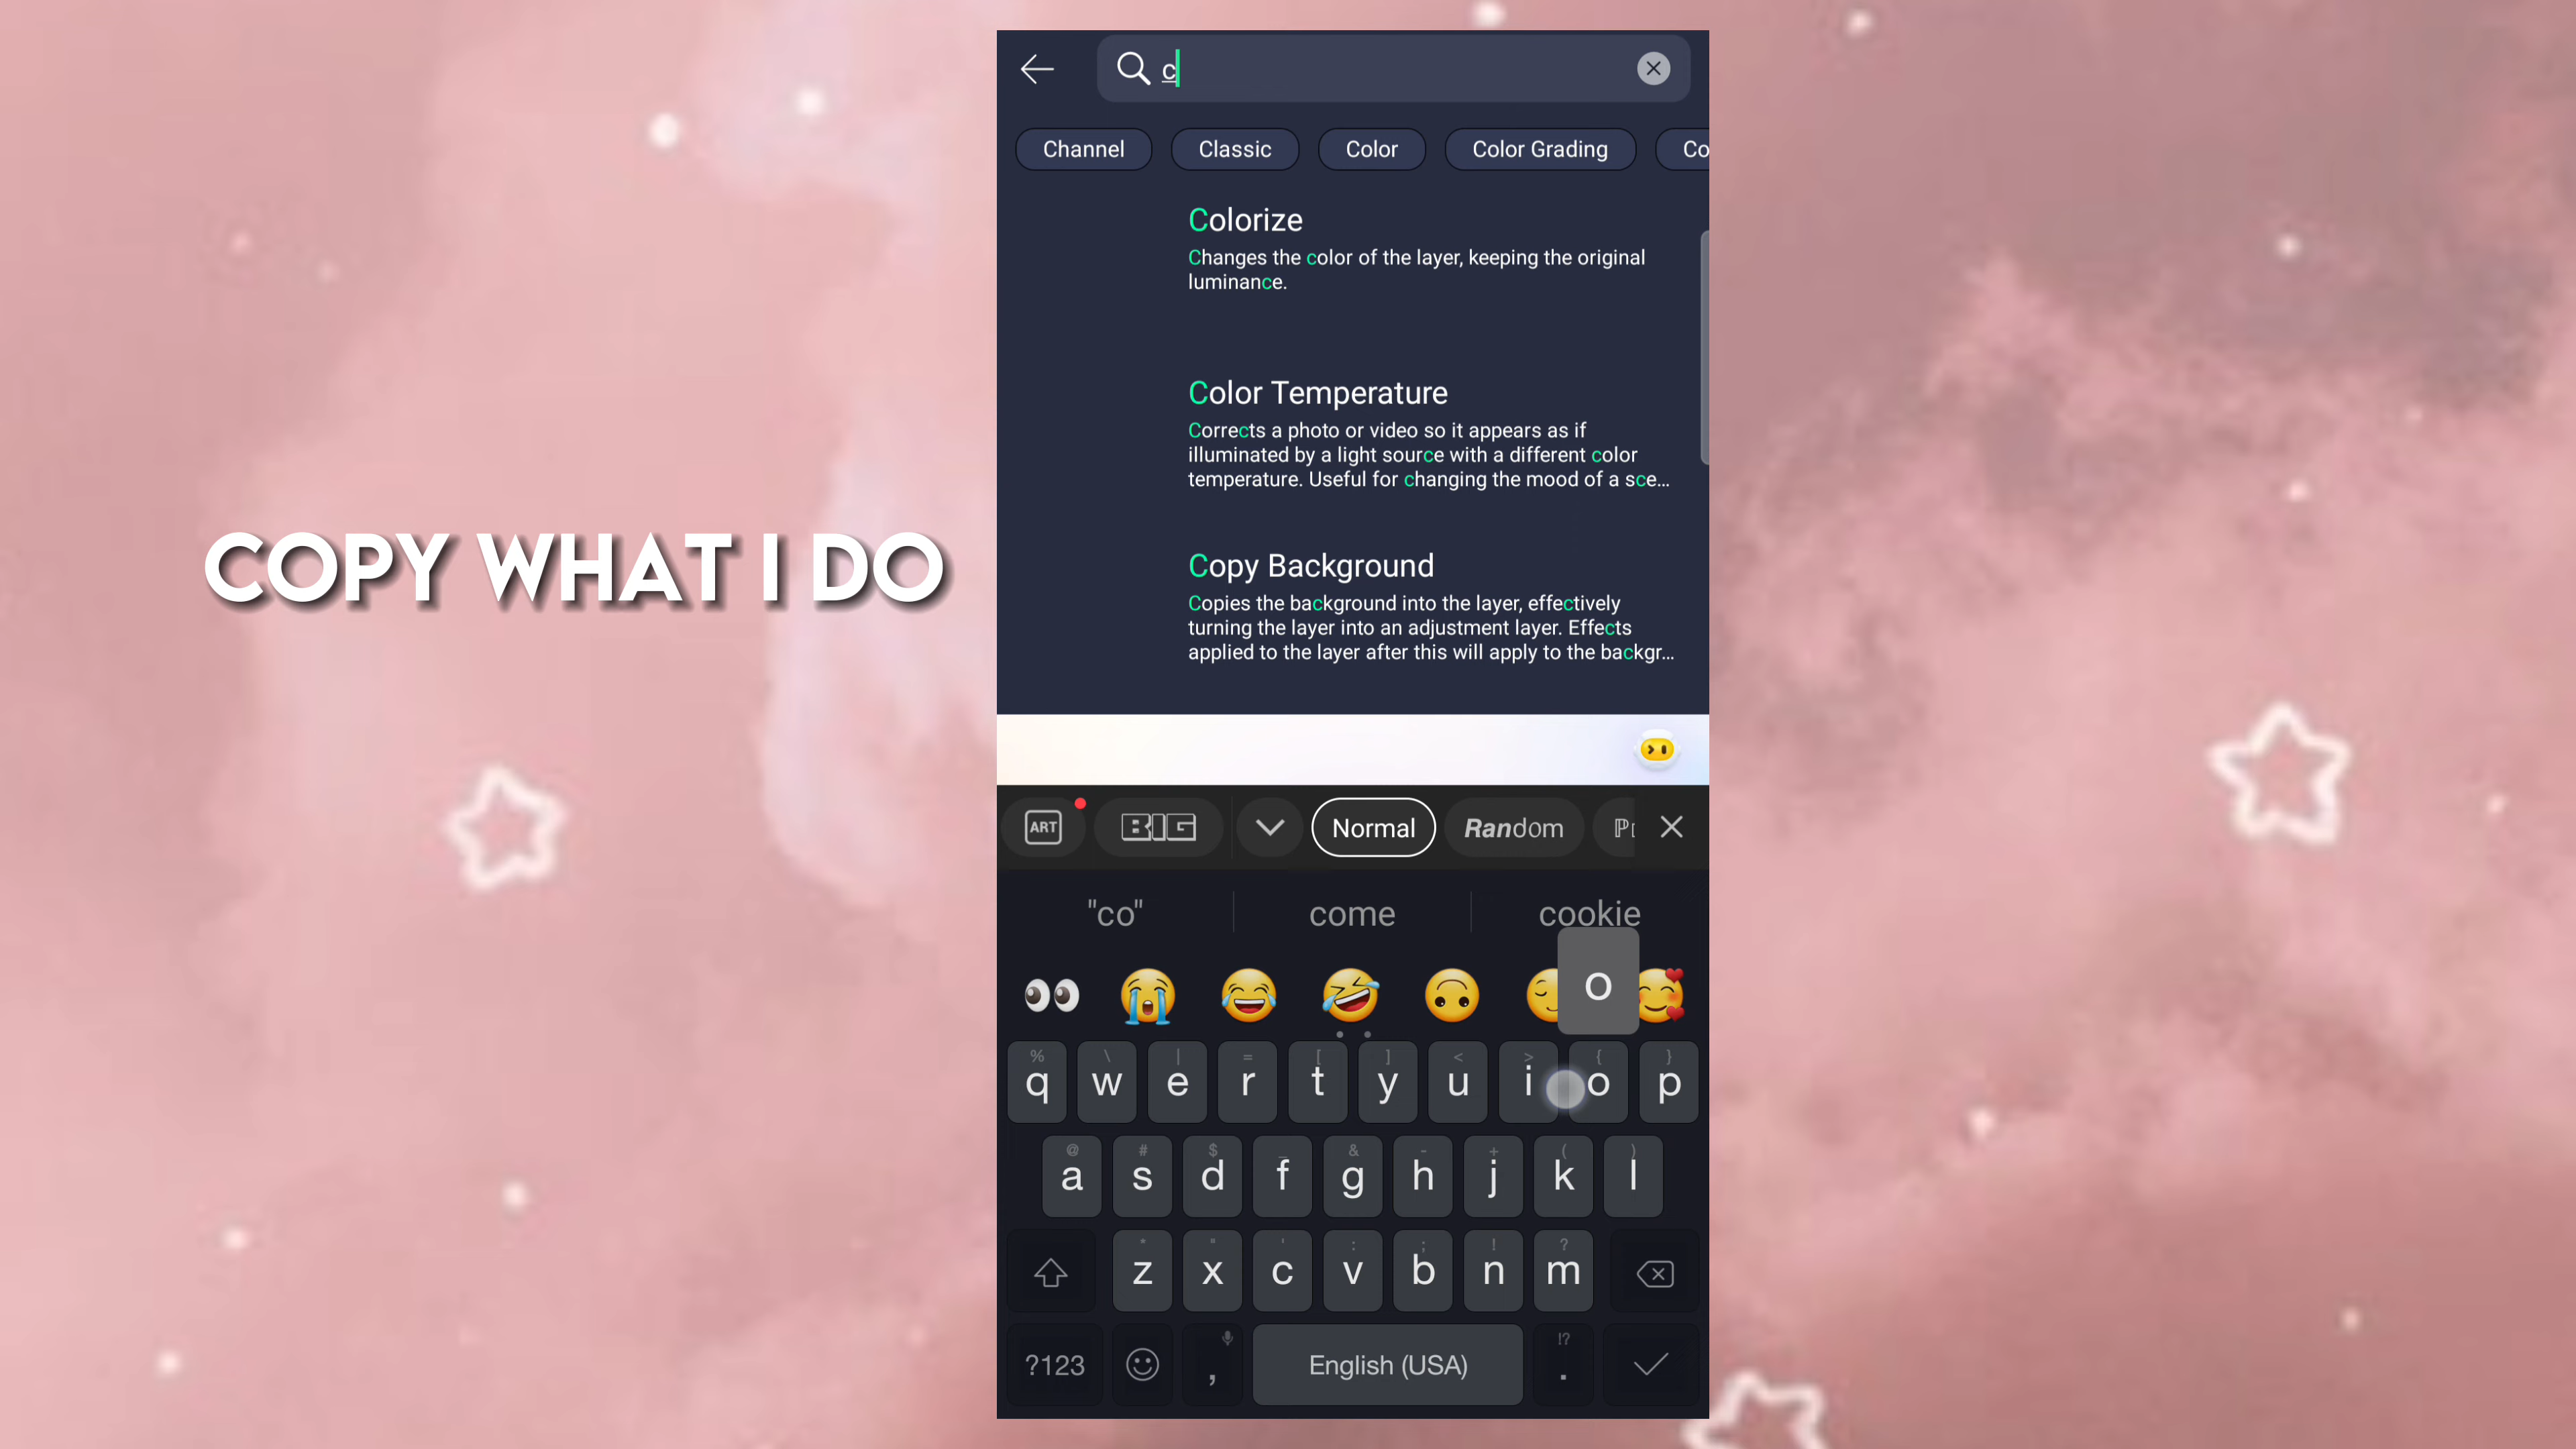 c
Channel Classic Color Color Grading Co
Colorize
Changes the color of the layer, keeping the original
luminance.
Color Temperature
Corrects a photo or video so it appears as if
illuminated by a light source with a different color
temperature. Useful for changing the mood of a sce...
COPY WHAT I DO
Copy Background
Copies the background into the layer, effectively
turning the layer into an adjustment layer. Effects
applied to the layer after this will apply to the backgr...
ART BIG Normal Random
"co" come cookie
o
% \ | = [ ] < > { }
q w e r t y u i o p
@ # $ _ & - + ( )
a s d f g h j k l
* " ' : ; ! ?
z x c v b n m
!?
?123 , English (USA) .